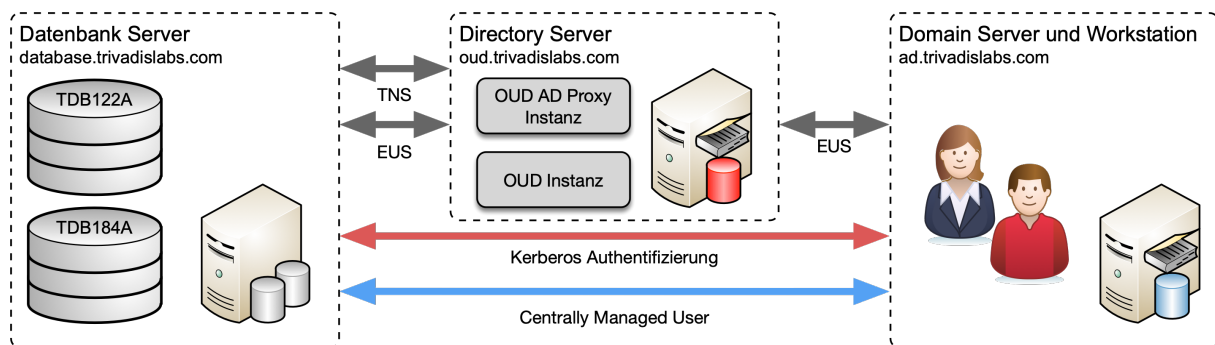 Datenbank Server
database.trivadislabs.com
TDB122A
TDB184A
TNS
EUS
Directory Server
oud.trivadislabs.com
OUD AD Proxy
Instanz
OUD Instanz
EUS
Domain Server und Workstation
ad.trivadislabs.com
Kerberos Authentifizierung
Centrally Managed User